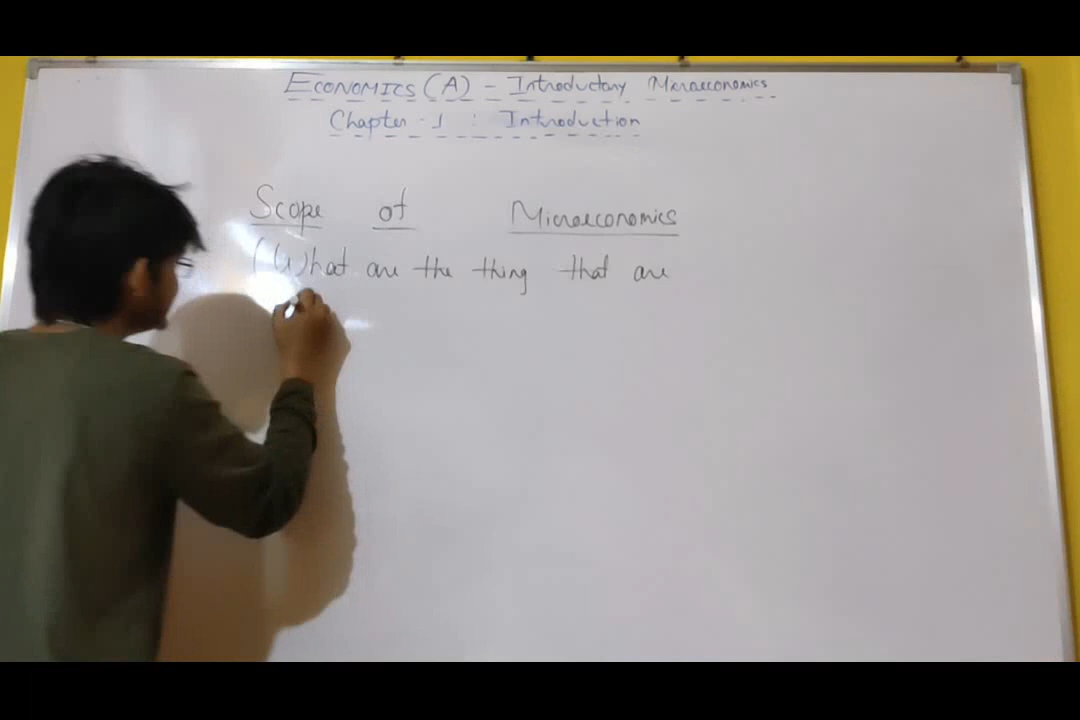 ECONOMICS (A) - Introductory Microeconomics
Chapter - 1 : Introduction
Scope of Microeconomics
(What are the thing that are